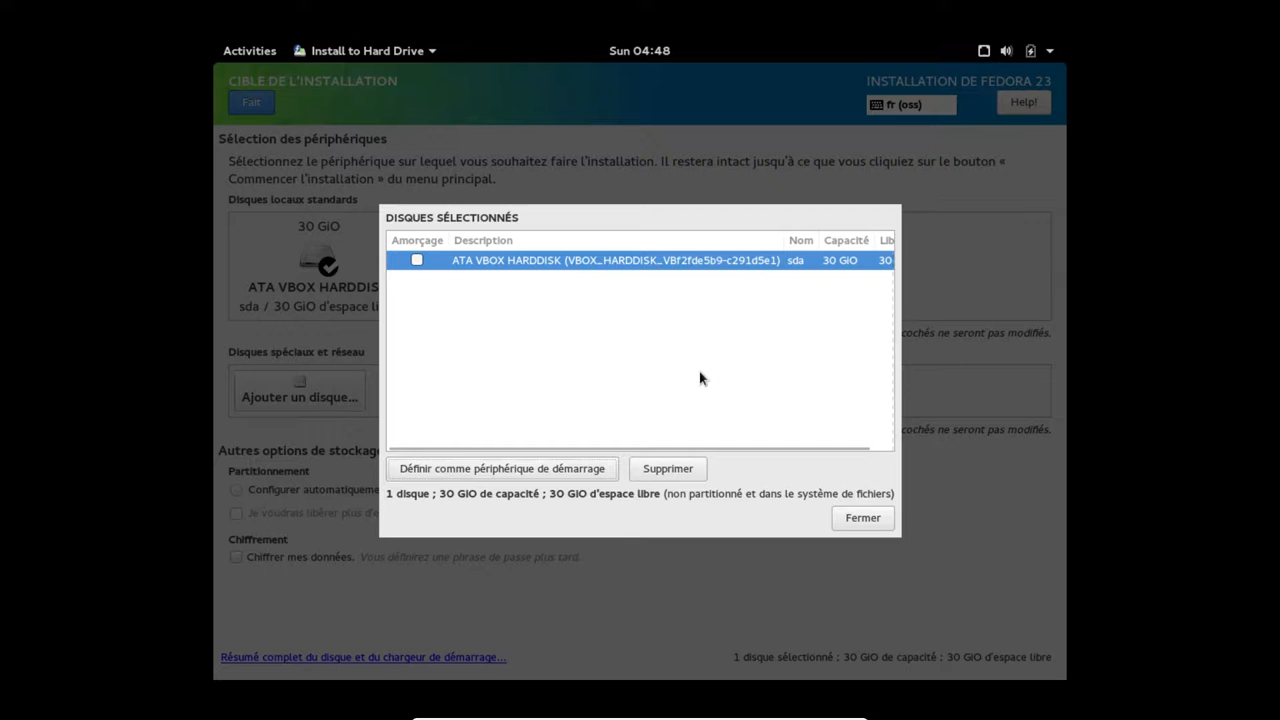 Activities Install to Hard Drive Sun 04:48
CIBLE DE L'INSTALLATION INSTALLATION DE FEDORA 23
Fait fr (oss) Help!
Sélection des périphériques
Sélectionnez le périphérique sur lequel vous souhaitez faire l'installation. Il restera intact jusqu'à ce que vous cliquiez sur le bouton «
Commencer l'installation » du menu principal.
Disques locaux standards
30 GiO
ATA VBOX HARDDIS
sda / 30 GiO d'espace li
cochés ne seront pas modifiés.
Disques spéciaux et réseau
Ajouter un disque...
cochés ne seront pas modifiés.
Autres options de stockage
Partitionnement
Configurer automatiqueme
Je voudrais libérer plus d'e
Chiffrement
Chiffrer mes données. Vous définirez une phrase de passe plus tard.
Résumé complet du disque et du chargeur de démarrage... 1 disque sélectionné ; 30 GiO de capacité ; 30 GiO d'espace libre
DISQUES SÉLECTIONNÉS
Amorçage Description Nom Capacité Lib
ATA VBOX HARDDISK (VBOX_HARDDISK_VBf2fde5b9-c291d5e1) sda 30 GiO 30
Définir comme périphérique de démarrage Supprimer
1 disque ; 30 GiO de capacité ; 30 GiO d'espace libre (non partitionné et dans le système de fichiers)
Fermer